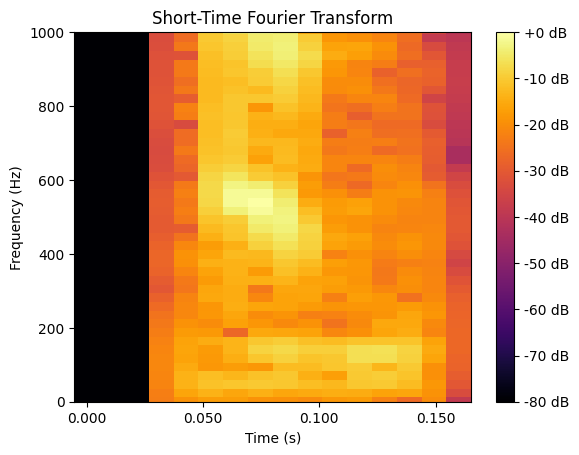 Short-Time Fourier Transform
1000
800
600
400
200
0
Frequency (Hz)
0.000
0.050
0.100
0.150
Time (s)
+0 dB
-10 dB
-20 dB
-30 dB
-40 dB
-50 dB
-60 dB
-70 dB
-80 dB